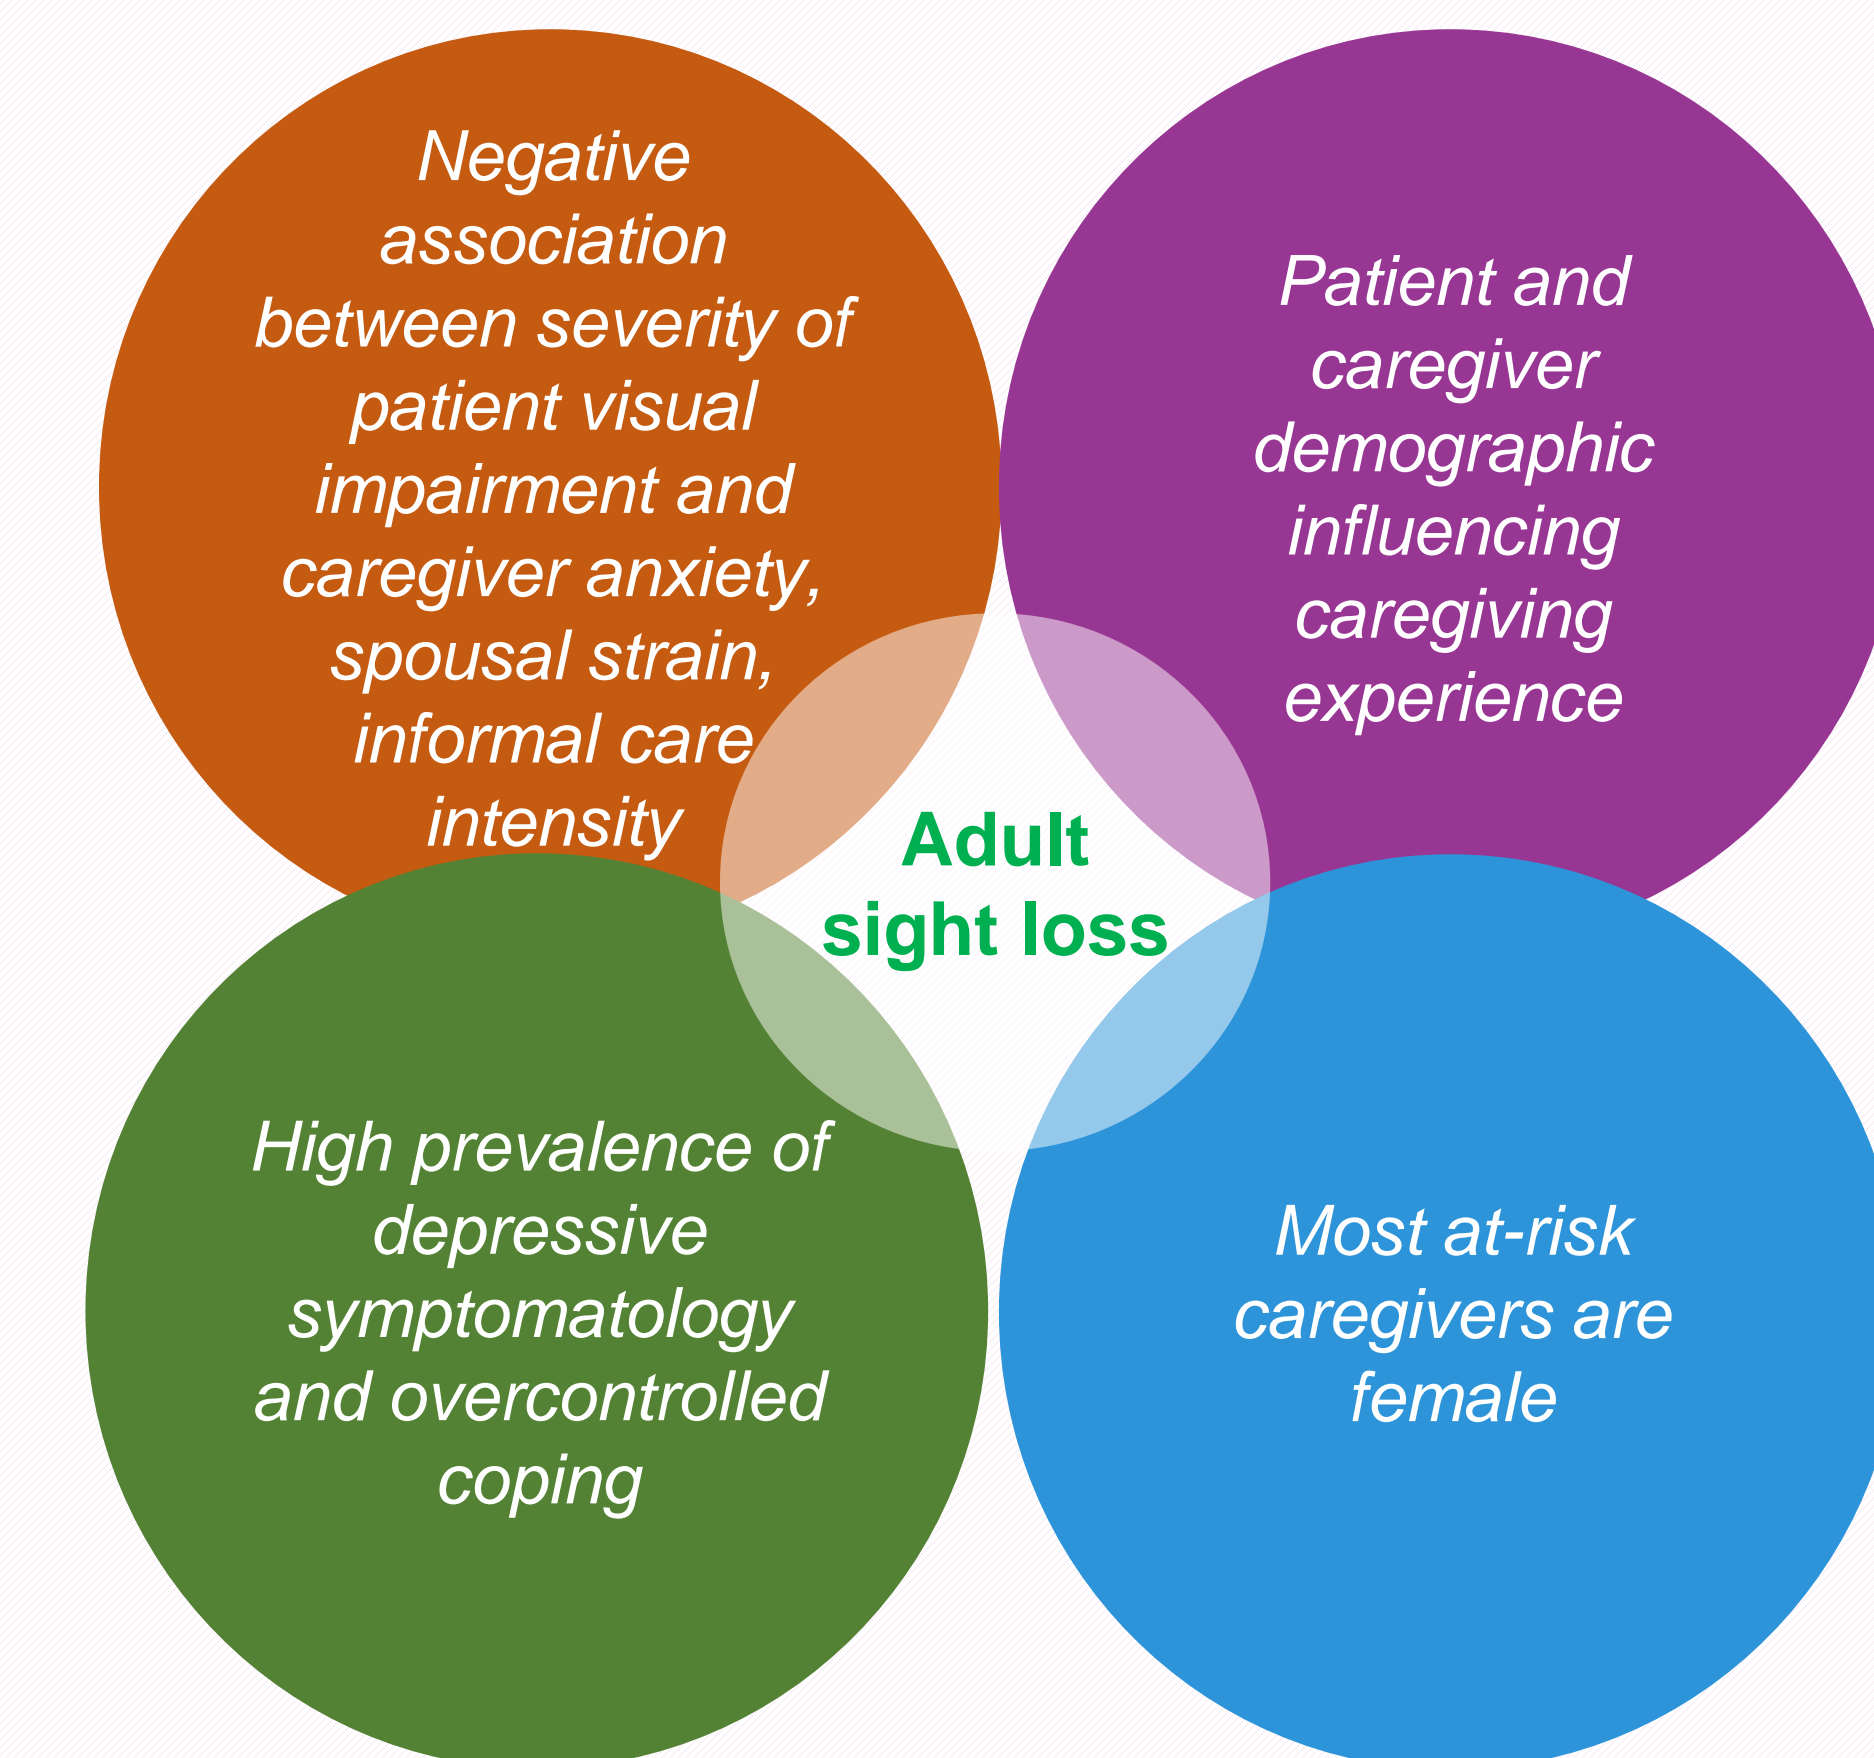 Negative
association
between severity of
patient visual
impairment and
caregiver anxiety,
spousal strain,
informal care
intensity
Patient and
caregiver
demographic
influencing
caregiving
experience
Adult
sight loss
High prevalence of
depressive
symptomatology
and overcontrolled
coping
Most at-risk
caregivers are
female